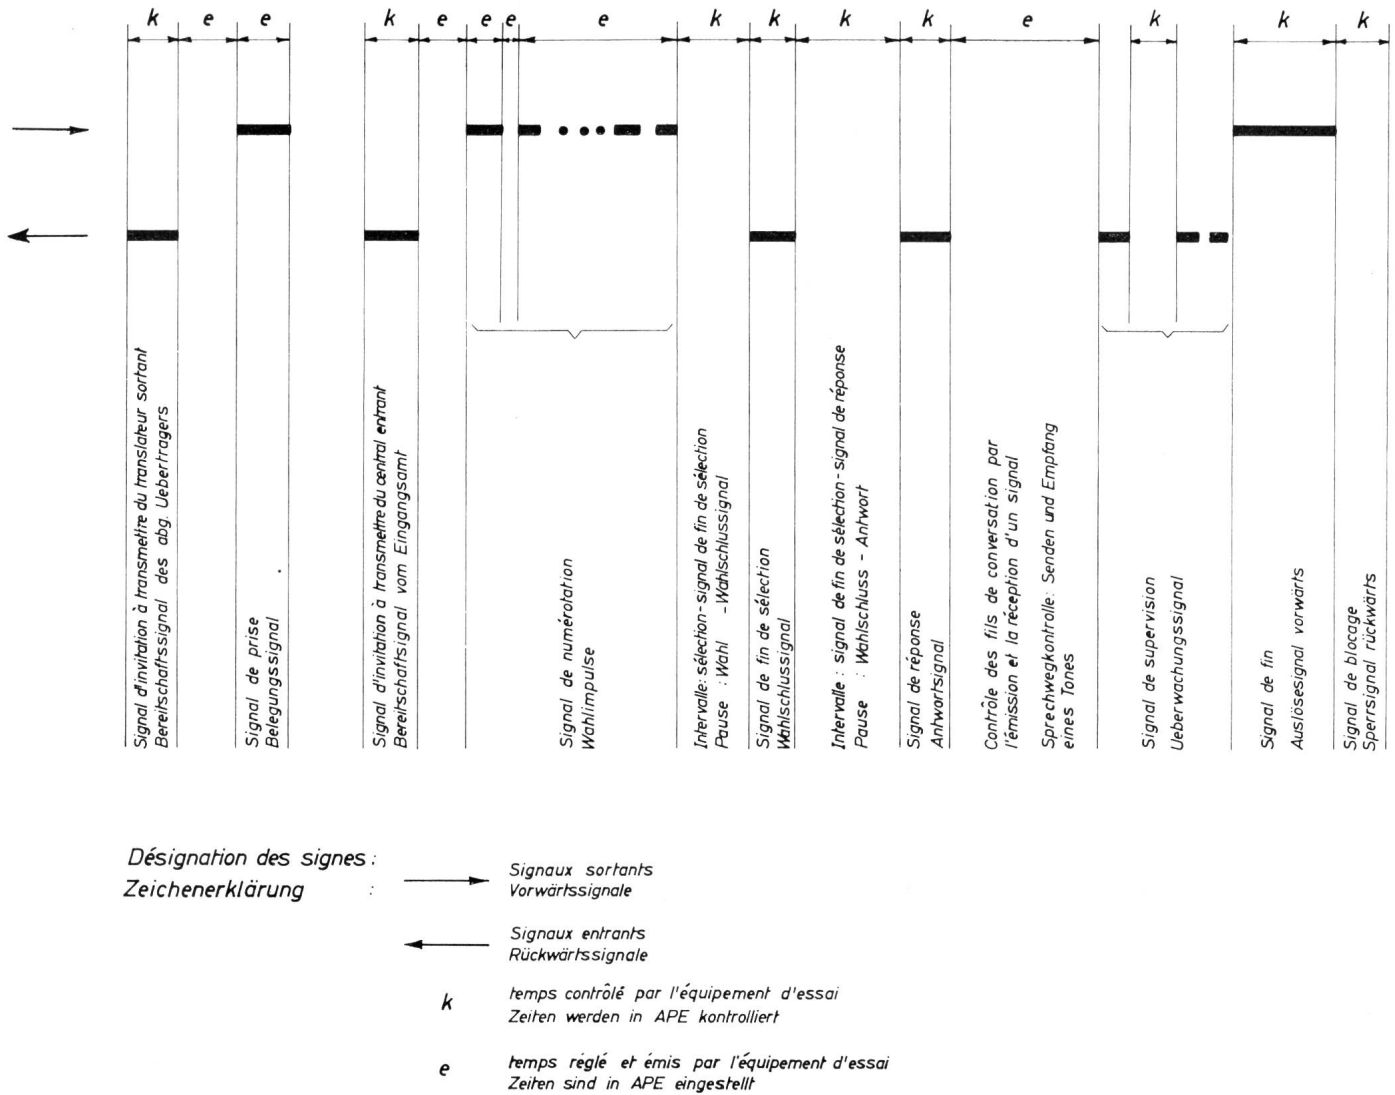 k e e k e e e e k k k k e k k k
Signal d'invitation à transmettre du translateur sortant
Bereitschaftssignal des abg. Uebertragers
Signal de prise
Belegungssignal
Signal d'invitation à transmettre du central entrant
Bereitschaftsignal vom Eingangsamt
Signal de numérotation
Wahlimpulse
Intervalle: sélection-signal de fin de sélection
Pause : Wahl - Wahlschlussignal
Signal de fin de sélection
Wahlschlussignal
Intervalle : signal de fin de sélection-signal de réponse
Pause : Wahlschluss - Antwort
Signal de réponse
Antwortsignal
Contrôle des fils de conversation par
l'émission et la réception d'un signal
Sprechwegkontrolle: Senden und Empfang
eines Tones
Signal de supervision
Ueberwachungssignal
Signal de fin
Auslösesignal vorwärts
Signal de blocage
Sperrsignal rückwärts
Désignation des signes :
Zeichenerklärung :
Signaux sortants
Vorwärtssignale
Signaux entrants
Rückwärtssignale
k temps contrôlé par l'équipement d'essai
Zeiten werden in APE kontrolliert
e temps réglé et émis par l'équipement d'essai
Zeiten sind in APE eingestellt